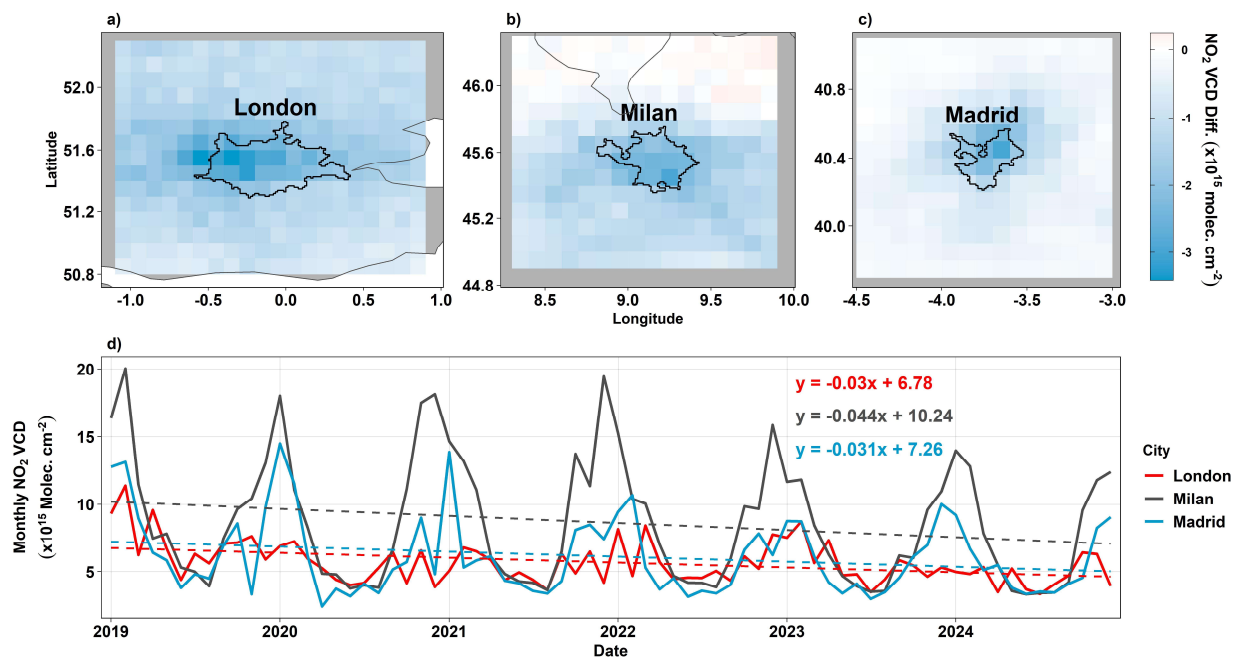 a)
b)
c)
London
Milan
Madrid
Latitude
52.0
51.6
51.2
50.8
-1.0 -0.5 0.0 0.5 1.0
46.0
45.6
45.2
44.8
8.5 9.0 9.5 10.0
40.8
40.4
40.0
-4.5 -4.0 -3.5 -3.0
Longitude
0
-1
-2
-3
NO₂ VCD Diff. (x10¹⁵ molec. cm⁻²)
d)
Monthly NO₂ VCD
(x10¹⁵ Molec. cm⁻²)
20
15
10
5
y = -0.03x + 6.78
y = -0.044x + 10.24
y = -0.031x + 7.26
2019 2020 2021 2022 2023 2024
Date
City
London
Milan
Madrid